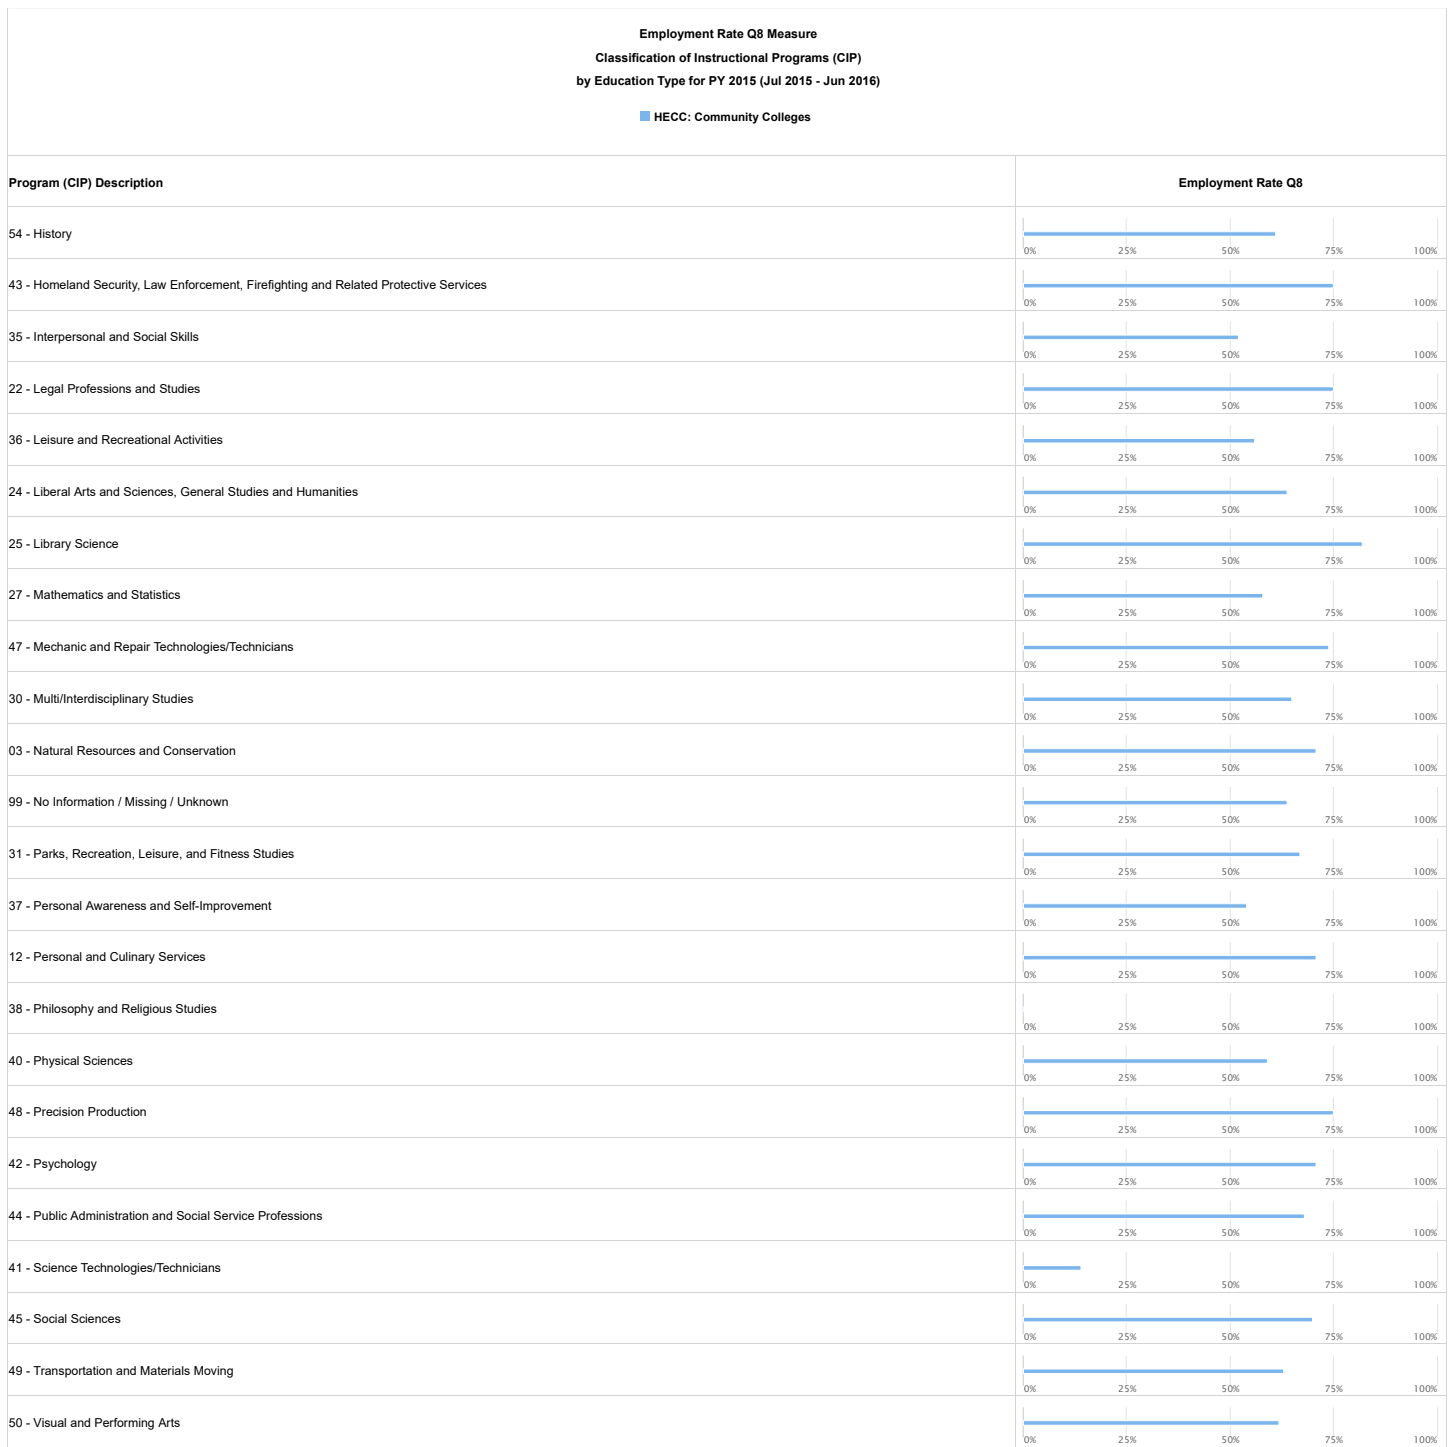 Employment Rate Q8 Measure
Classification of Instructional Programs (CIP)
by Education Type for PY 2015 (Jul 2015 - Jun 2016)
HECC: Community Colleges
Program (CIP) Description Employment Rate Q8
54 - History
0% 25% 50% 75% 100%
43 - Homeland Security, Law Enforcement, Firefighting and Related Protective Services
0% 25% 50% 75% 100%
35 - Interpersonal and Social Skills
0% 25% 50% 75% 100%
22 - Legal Professions and Studies
0% 25% 50% 75% 100%
36 - Leisure and Recreational Activities
0% 25% 50% 75% 100%
24 - Liberal Arts and Sciences, General Studies and Humanities
0% 25% 50% 75% 100%
25 - Library Science
0% 25% 50% 75% 100%
27 - Mathematics and Statistics
0% 25% 50% 75% 100%
47 - Mechanic and Repair Technologies/Technicians
0% 25% 50% 75% 100%
30 - Multi/Interdisciplinary Studies
0% 25% 50% 75% 100%
03 - Natural Resources and Conservation
0% 25% 50% 75% 100%
99 - No Information / Missing / Unknown
0% 25% 50% 75% 100%
31 - Parks, Recreation, Leisure, and Fitness Studies
0% 25% 50% 75% 100%
37 - Personal Awareness and Self-Improvement
0% 25% 50% 75% 100%
12 - Personal and Culinary Services
0% 25% 50% 75% 100%
38 - Philosophy and Religious Studies
0% 25% 50% 75% 100%
40 - Physical Sciences
0% 25% 50% 75% 100%
48 - Precision Production
0% 25% 50% 75% 100%
42 - Psychology
0% 25% 50% 75% 100%
44 - Public Administration and Social Service Professions
0% 25% 50% 75% 100%
41 - Science Technologies/Technicians
0% 25% 50% 75% 100%
45 - Social Sciences
0% 25% 50% 75% 100%
49 - Transportation and Materials Moving
0% 25% 50% 75% 100%
50 - Visual and Performing Arts
0% 25% 50% 75% 100%